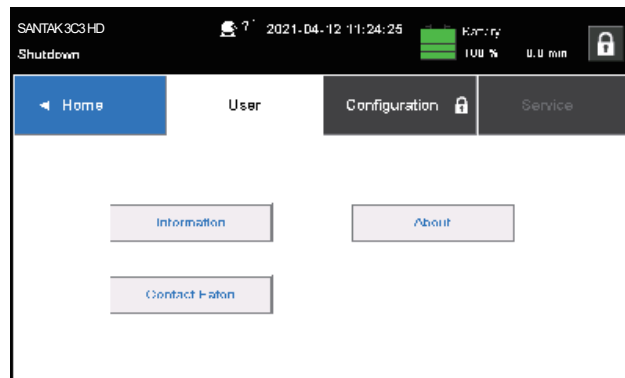 SANTAK 3C3 HD
2021-04-12 11:24:25
Battery
Shutdown
100 %
0.0 min
◄ Home
User
Configuration
Service
Information
About
Contact Eaton